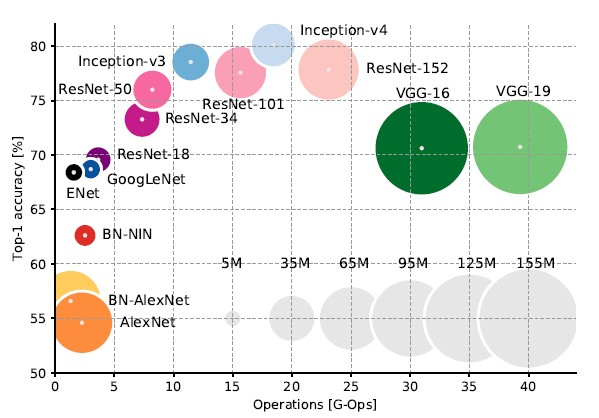 Inception-v4
80
Inception-v3
ResNet-152
ResNet-50
VGG-16
VGG-19
75
ResNet-101
ResNet-34
70
ResNet-18
GoogLeNet
ENet
Top-1 accuracy [%]
65
BN-NIN
60
5M 35M 65M 95M 125M 155M
BN-AlexNet
55
AlexNet
50
0 5 10 15 20 25 30 35 40
Operations [G-Ops]